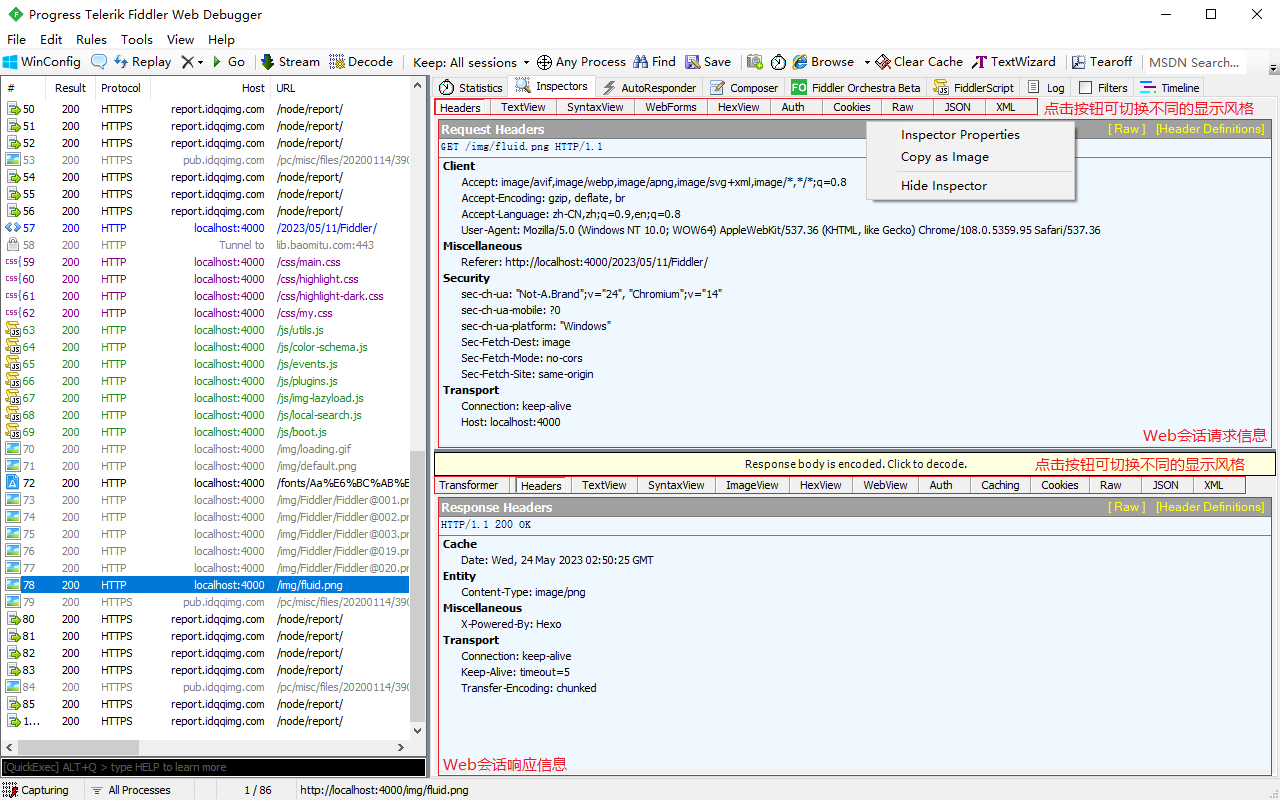 Progress Telerik Fiddler Web Debugger
File Edit Rules Tools View Help
WinConfig Replay Go Stream Decode Keep: All sessions Any Process Find Save Browse Clear Cache TextWizard Tearoff MSDN Search...
# Result Protocol Host URL
50 200 HTTPS report.idqqimg.com /node/report/
51 200 HTTPS report.idqqimg.com /node/report/
52 200 HTTPS report.idqqimg.com /node/report/
53 200 HTTPS pub.idqqimg.com /pc/misc/files/20200114/390
54 200 HTTPS report.idqqimg.com /node/report/
55 200 HTTPS report.idqqimg.com /node/report/
56 200 HTTPS report.idqqimg.com /node/report/
57 200 HTTP localhost:4000 /2023/05/11/Fiddler/
58 200 HTTP Tunnel to lib.baomitu.com:443
59 200 HTTP localhost:4000 /css/main.css
60 200 HTTP localhost:4000 /css/highlight.css
61 200 HTTP localhost:4000 /css/highlight-dark.css
62 200 HTTP localhost:4000 /css/my.css
63 200 HTTP localhost:4000 /js/utils.js
64 200 HTTP localhost:4000 /js/color-schema.js
65 200 HTTP localhost:4000 /js/events.js
66 200 HTTP localhost:4000 /js/plugins.js
67 200 HTTP localhost:4000 /js/img-lazyload.js
68 200 HTTP localhost:4000 /js/local-search.js
69 200 HTTP localhost:4000 /js/boot.js
70 200 HTTP localhost:4000 /img/loading.gif
71 200 HTTP localhost:4000 /img/default.png
72 200 HTTP localhost:4000 /fonts/Aa%E6%BC%AB%E
73 200 HTTP localhost:4000 /img/Fiddler/Fiddler@001.pr
74 200 HTTP localhost:4000 /img/Fiddler/Fiddler@002.pr
75 200 HTTP localhost:4000 /img/Fiddler/Fiddler@003.pr
76 200 HTTP localhost:4000 /img/Fiddler/Fiddler@019.pr
77 200 HTTP localhost:4000 /img/Fiddler/Fiddler@020.pr
78 200 HTTP localhost:4000 /img/fluid.png
79 200 HTTPS pub.idqqimg.com /pc/misc/files/20200114/390
80 200 HTTPS report.idqqimg.com /node/report/
81 200 HTTPS report.idqqimg.com /node/report/
82 200 HTTPS report.idqqimg.com /node/report/
83 200 HTTPS report.idqqimg.com /node/report/
84 200 HTTPS pub.idqqimg.com /pc/misc/files/20200114/390
85 200 HTTPS report.idqqimg.com /node/report/
1... 200 HTTPS report.idqqimg.com /node/report/
[QuickExec] ALT+Q > type HELP to learn more
Statistics Inspectors AutoResponder Composer FO Fiddler Orchestra Beta FiddlerScript Log Filters Timeline
Headers TextView SyntaxView WebForms HexView Auth Cookies Raw JSON XML 点击按钮可切换不同的显示风格
Request Headers [ Raw ] [Header Definitions]
GET /img/fluid.png HTTP/1.1
Inspector Properties
Copy as Image
Hide Inspector
Client
Accept: image/avif,image/webp,image/apng,image/svg+xml,image/*,*/*;q=0.8
Accept-Encoding: gzip, deflate, br
Accept-Language: zh-CN,zh;q=0.9,en;q=0.8
User-Agent: Mozilla/5.0 (Windows NT 10.0; WOW64) AppleWebKit/537.36 (KHTML, like Gecko) Chrome/108.0.5359.95 Safari/537.36
Miscellaneous
Referer: http://localhost:4000/2023/05/11/Fiddler/
Security
sec-ch-ua: "Not-A.Brand";v="24", "Chromium";v="14"
sec-ch-ua-mobile: ?0
sec-ch-ua-platform: "Windows"
Sec-Fetch-Dest: image
Sec-Fetch-Mode: no-cors
Sec-Fetch-Site: same-origin
Transport
Connection: keep-alive
Host: localhost:4000
Web会话请求信息
Response body is encoded. Click to decode. 点击按钮可切换不同的显示风格
Transformer Headers TextView SyntaxView ImageView HexView WebView Auth Caching Cookies Raw JSON XML
Response Headers [ Raw ] [Header Definitions]
HTTP/1.1 200 OK
Cache
Date: Wed, 24 May 2023 02:50:25 GMT
Entity
Content-Type: image/png
Miscellaneous
X-Powered-By: Hexo
Transport
Connection: keep-alive
Keep-Alive: timeout=5
Transfer-Encoding: chunked
Web会话响应信息
Capturing All Processes 1 / 86 http://localhost:4000/img/fluid.png